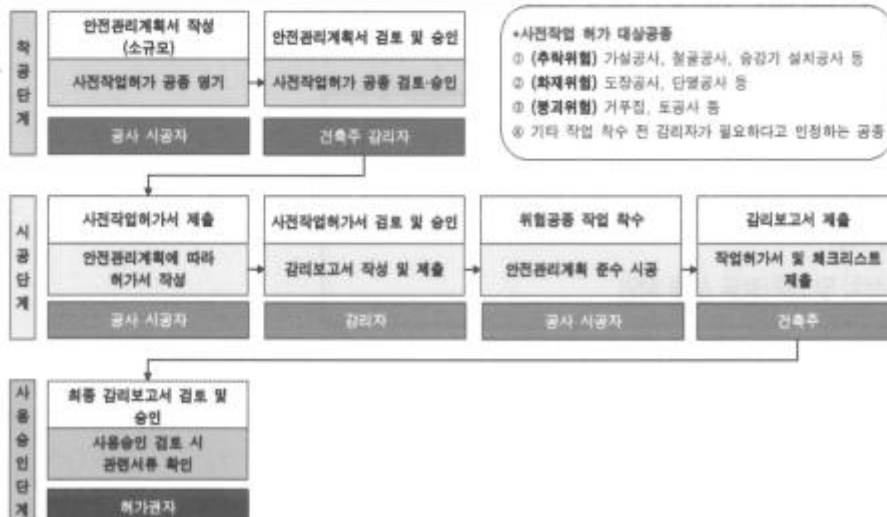 착공단계
안전관리계획서 작성
(소규모)
사전작업허가 공종 명기
공사 시공자
안전관리계획서 검토 및 승인
사전작업허가 공종 검토·승인
건축주 감리자
*사전작업 허가 대상공종
① (추락위험) 가설공사, 철골공사, 승강기 설치공사 등
② (화재위험) 도장공사, 단열공사 등
③ (붕괴위험) 거푸집, 토공사 등
④ 기타 작업 착수 전 감리자가 필요하다고 인정하는 공종
시공단계
사전작업허가서 제출
안전관리계획에 따라
허가서 작성
공사 시공자
사전작업허가서 검토 및 승인
감리보고서 작성 및 제출
감리자
위험공종 작업 착수
안전관리계획 준수 시공
공사 시공자
감리보고서 제출
작업허가서 및 체크리스트
제출
건축주
사용승인단계
최종 감리보고서 검토 및
승인
사용승인 검토 시
관련서류 확인
허가권자